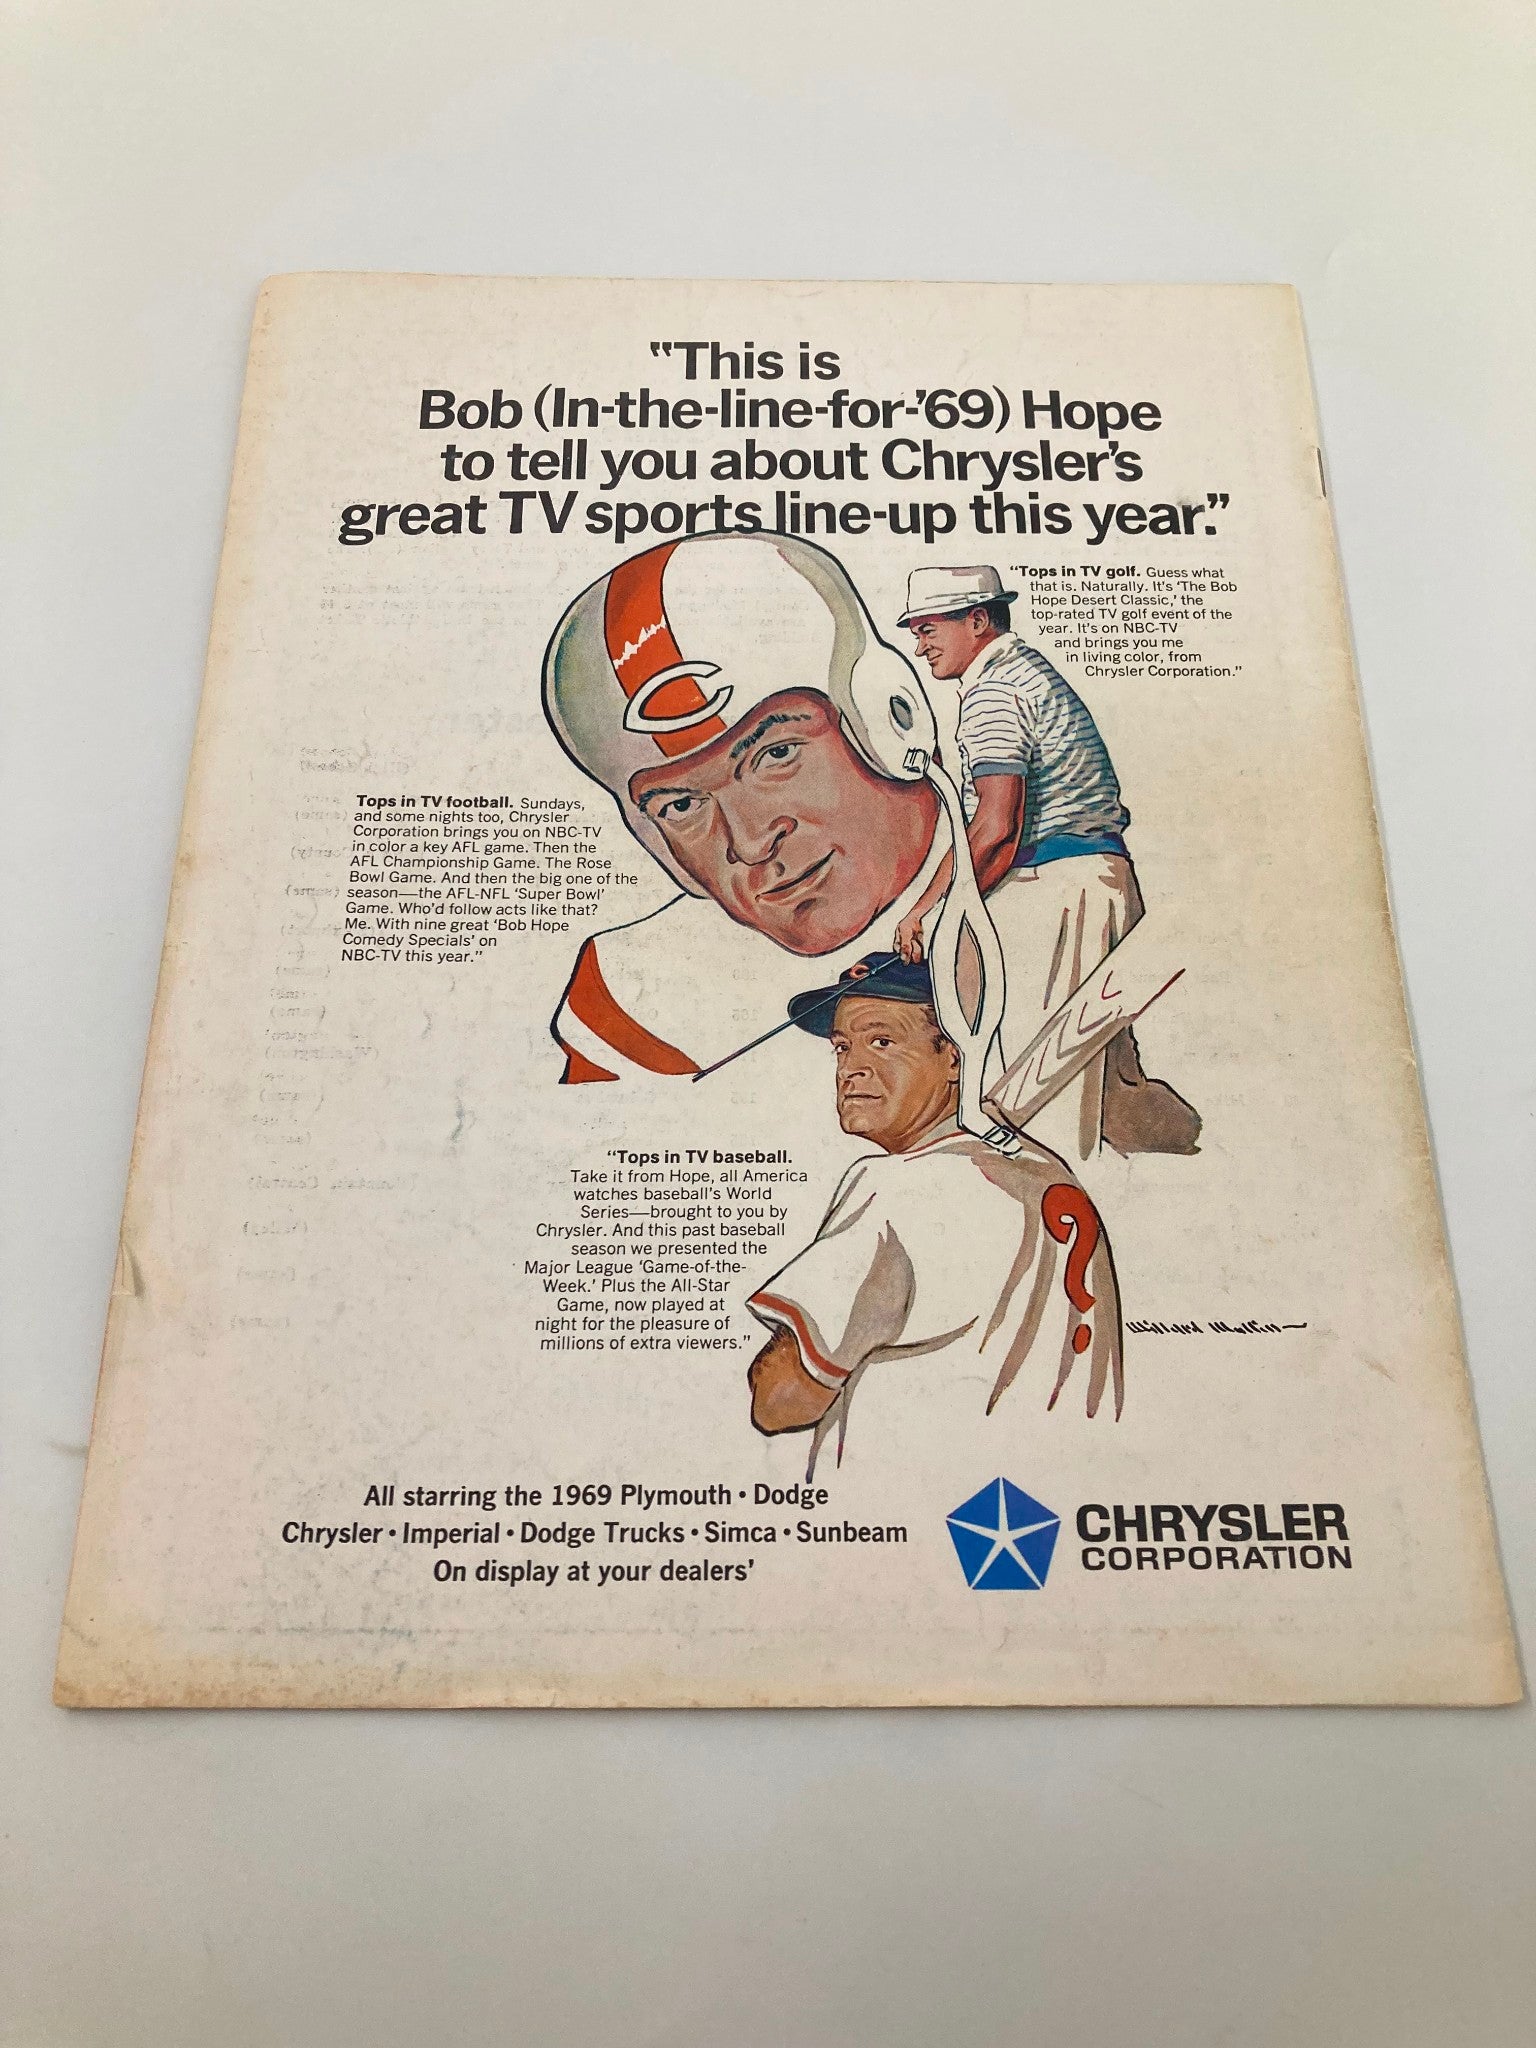 “This is
Bob (In-the-line-for-’69) Hope
to tell you about Chrysler’s
great TV sports line-up this year.”
“Tops in TV golf. Guess what
that is. Naturally. It’s ‘The Bob
Hope Desert Classic,’ the
top-rated TV golf event of the
year. It’s on NBC-TV
and brings you me
in living color, from
Chrysler Corporation.”
Tops in TV football. Sundays,
and some nights too, Chrysler
Corporation brings you on NBC-TV
in color a key AFL game. Then the
AFL Championship Game. The Rose
Bowl Game. And then the big one of the
season—the AFL-NFL ‘Super Bowl’
Game. Who’d follow acts like that?
Me. With nine great ‘Bob Hope
Comedy Specials’ on
NBC-TV this year.”
C
C
“Tops in TV baseball.
Take it from Hope, all America
watches baseball’s World
Series—brought to you by
Chrysler. And this past baseball
season we presented the
Major League ‘Game-of-the-
Week.’ Plus the All-Star
Game, now played at
night for the pleasure of
millions of extra viewers.”
?
All starring the 1969 Plymouth • Dodge
Chrysler • Imperial • Dodge Trucks • Simca • Sunbeam
On display at your dealers’
CHRYSLER
CORPORATION